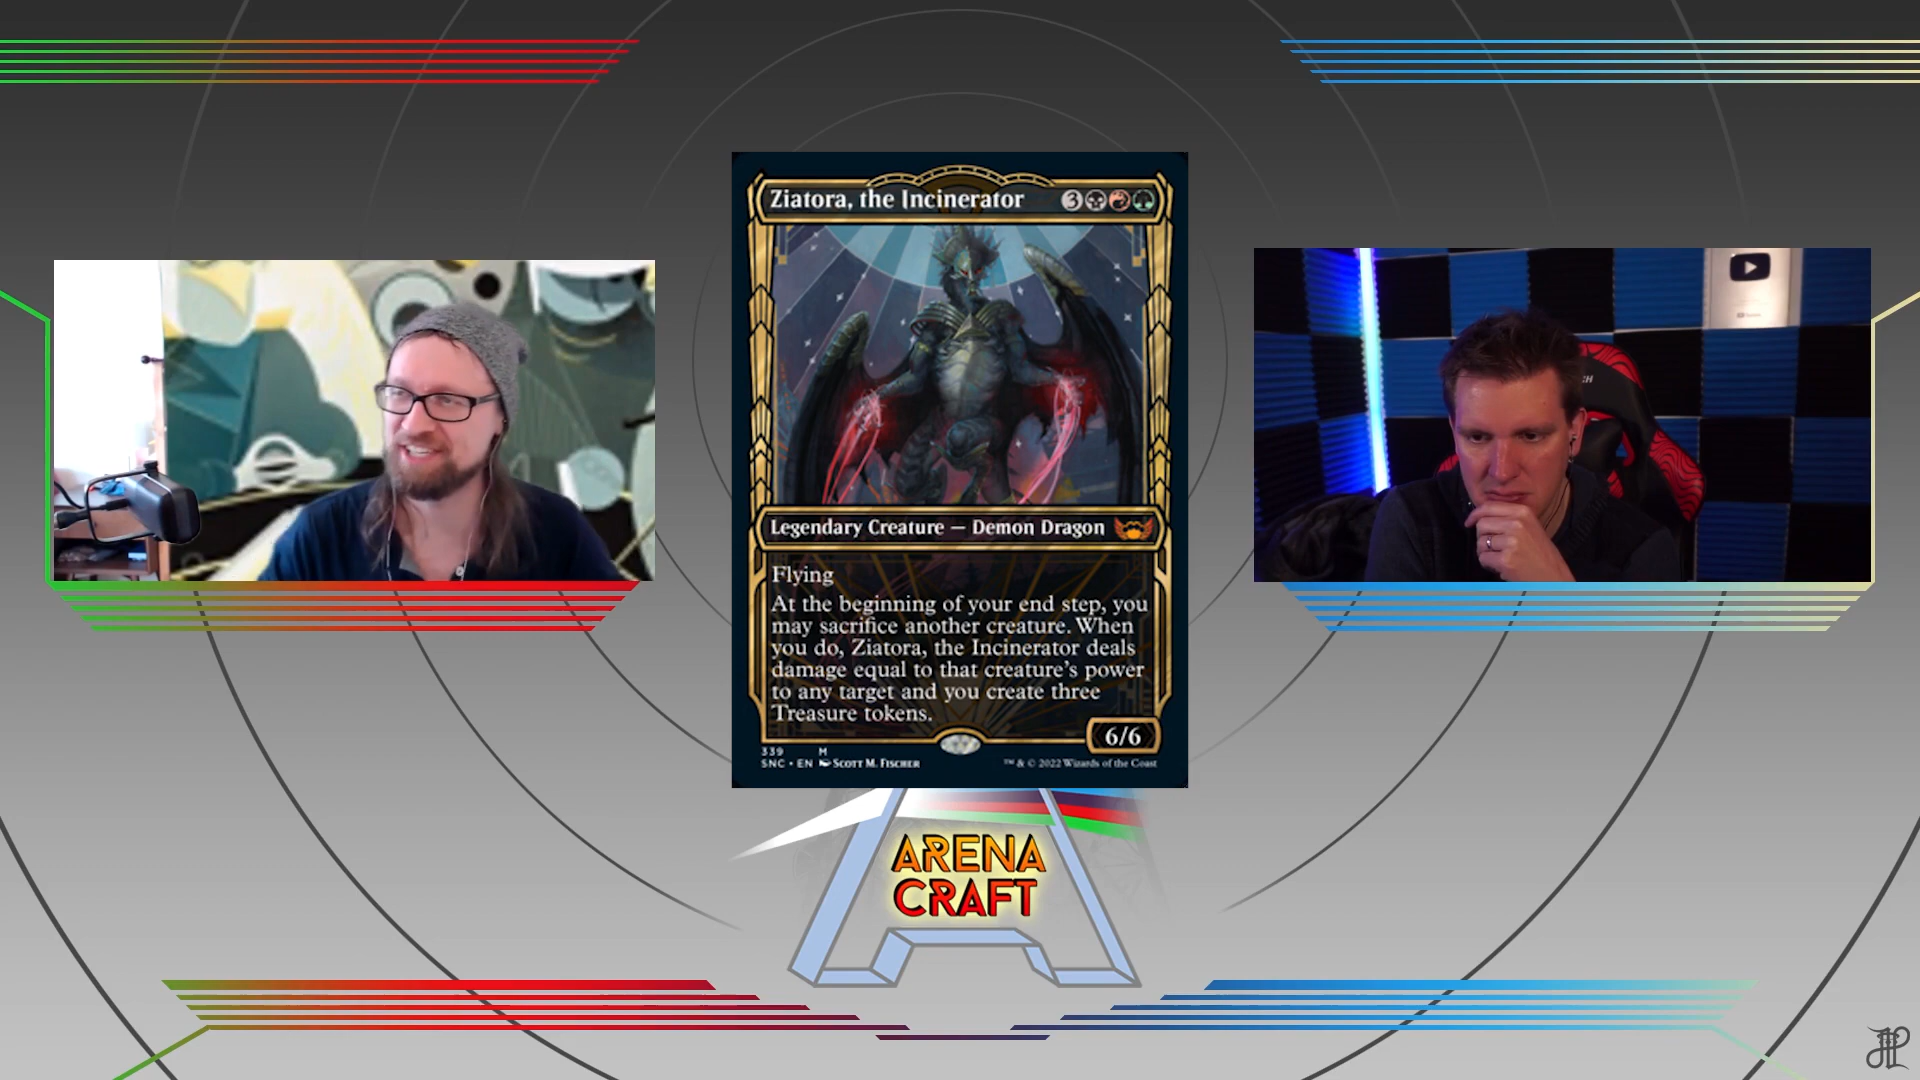 Ziatora, the Incinerator 3
Legendary Creature — Demon Dragon
Flying
At the beginning of your end step, you
may sacrifice another creature. When
you do, Ziatora, the Incinerator deals
damage equal to that creature's power
to any target and you create three
Treasure tokens.
6/6
339 M
SNC • EN Scott M. Fischer
™ & © 2022 Wizards of the Coast
ARENA
CRAFT